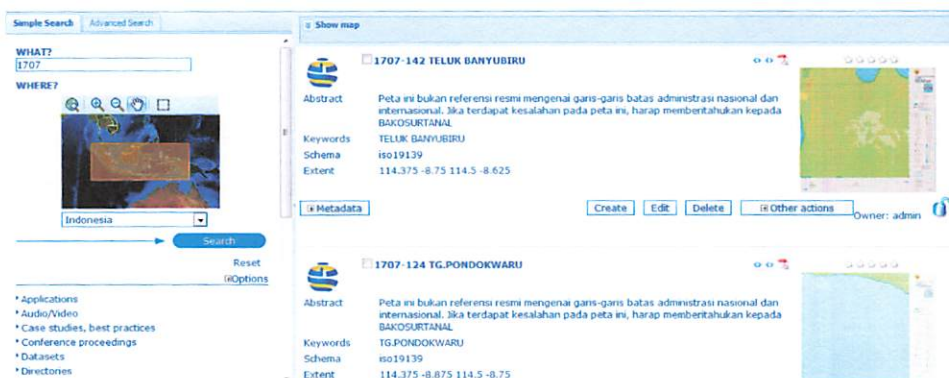 Simple Search
Advanced Search
WHAT?
1707
WHERE?
Indonesia
Search
Reset
Options
Applications
Audio/Video
Case studies, best practices
Conference proceedings
Datasets
Directories
Show map
1707-142 TELUK BANYUBIRU
Abstract Peta ini bukan referensi resmi mengenai garis-garis batas administrasi nasional dan
internasional. Jika terdapat kesalahan pada peta ini, harap memberitahukan kepada
BAKOSURTANAL
Keywords TELUK BANYUBIRU
Schema iso19139
Extent 114.375 -8.75 114.5 -8.625
Metadata Create Edit Delete Other actions
Owner: admin
1707-124 TG.PONDOKWARU
Abstract Peta ini bukan referensi resmi mengenai garis-garis batas administrasi nasional dan
internasional. Jika terdapat kesalahan pada peta ini, harap memberitahukan kepada
BAKOSURTANAL
Keywords TG.PONDOKWARU
Schema iso19139
Extent 114.375 -8.875 114.5 -8.75